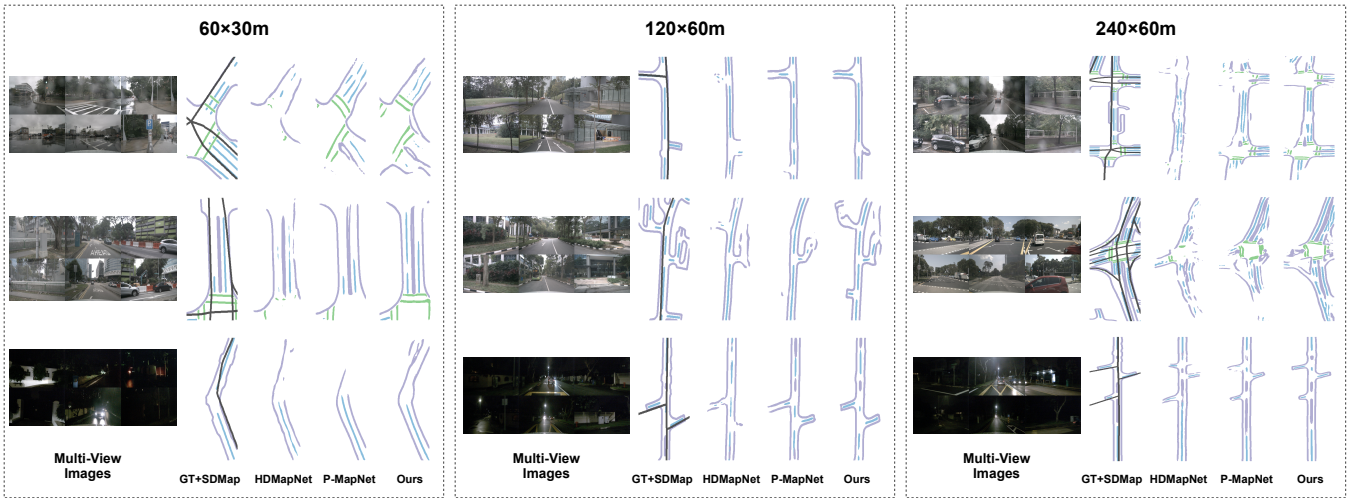 60×30m
120×60m
240×60m
Multi-View
Images
GT+SDMap
HDMapNet
P-MapNet
Ours
Multi-View
Images
GT+SDMap
HDMapNet
P-MapNet
Ours
Multi-View
Images
GT+SDMap
HDMapNet
P-MapNet
Ours